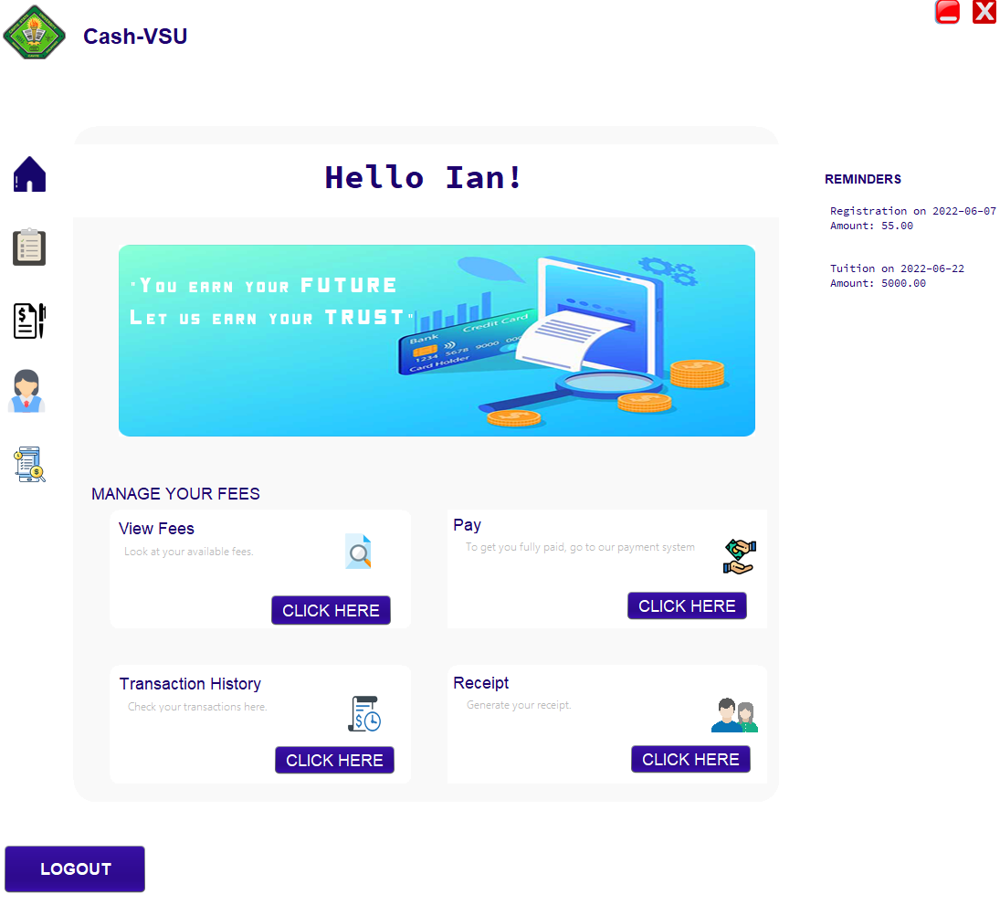 Cash-VSU
Hello Ian!
REMINDERS
Registration on 2022-06-07
Amount: 55.00
Tuition on 2022-06-22
Amount: 5000.00
"You earn your FUTURE
Let us earn your TRUST"
Bank
Credit Card
1234 5678 9000
Card Holder
MANAGE YOUR FEES
View Fees
Look at your available fees.
CLICK HERE
Pay
To get you fully paid, go to our payment system
CLICK HERE
Transaction History
Check your transactions here.
CLICK HERE
Receipt
Generate your receipt.
CLICK HERE
LOGOUT